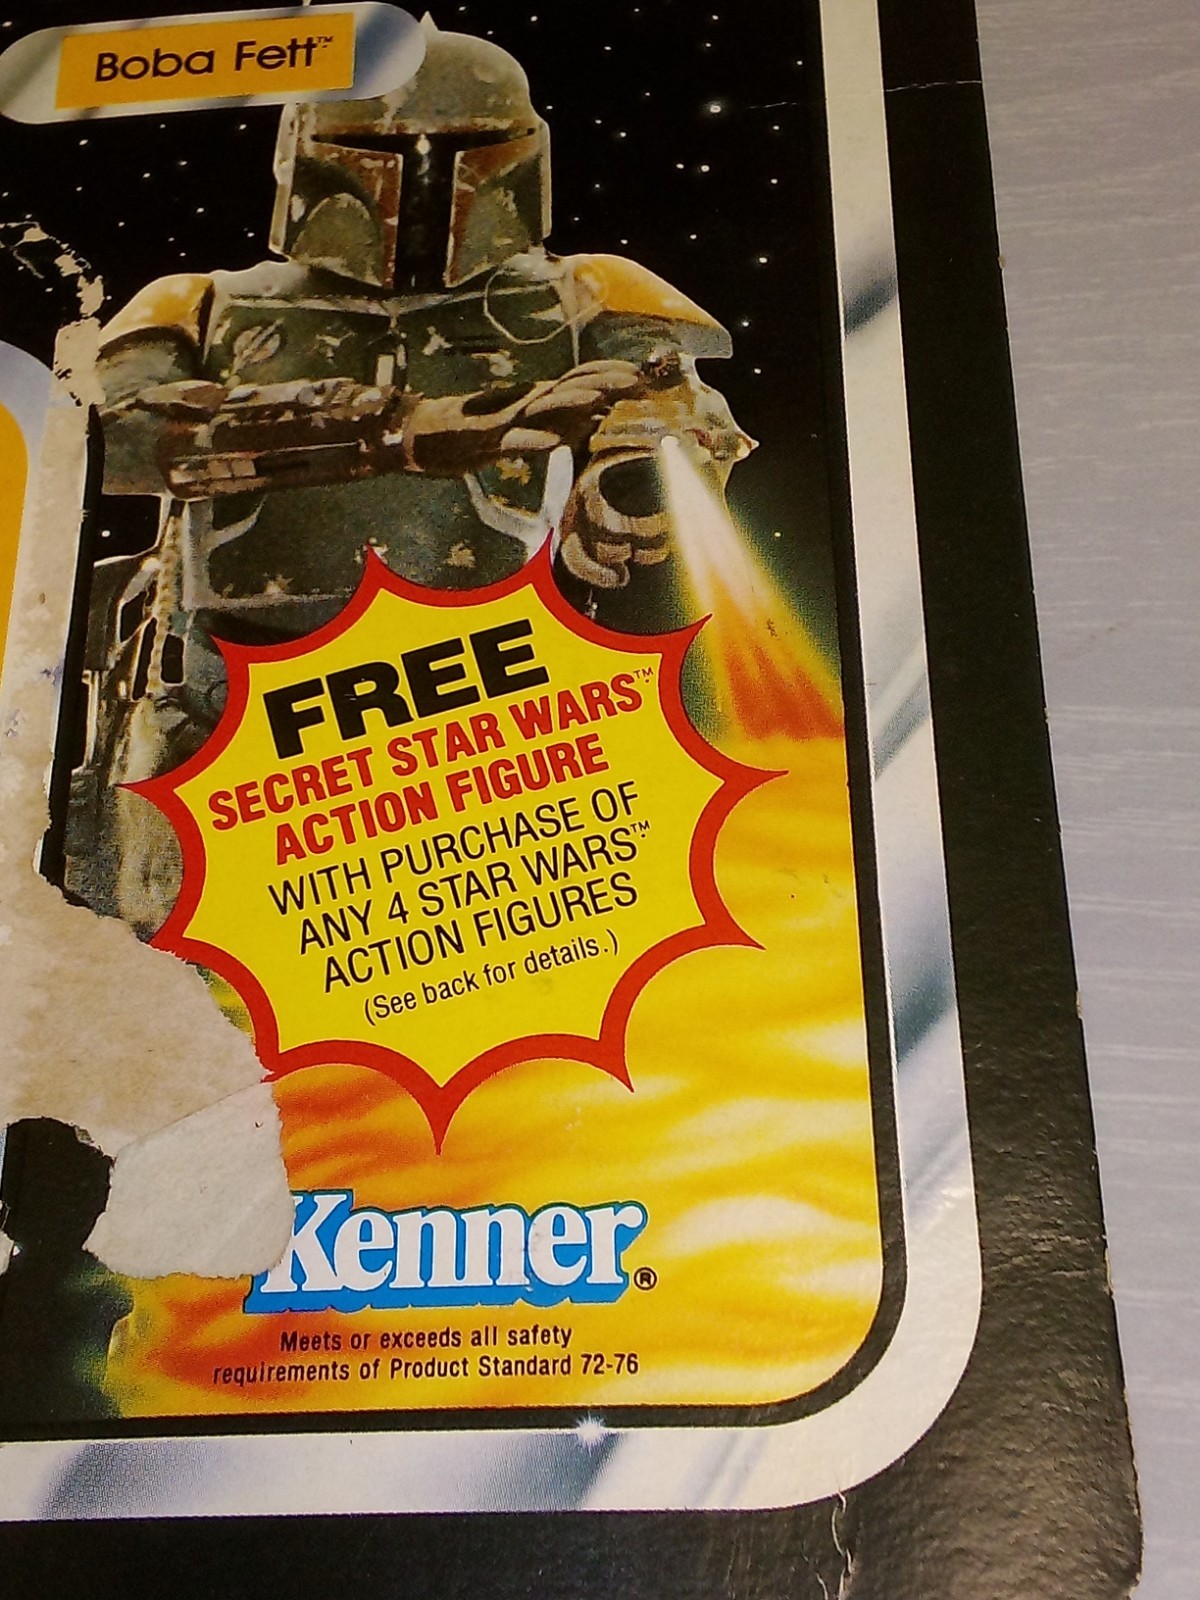 Boba Fett™
FREE
SECRET STAR WARS™
ACTION FIGURE
WITH PURCHASE OF
ANY 4 STAR WARS™
ACTION FIGURES
(See back for details.)
Kenner®
Meets or exceeds all safety
requirements of Product Standard 72-76